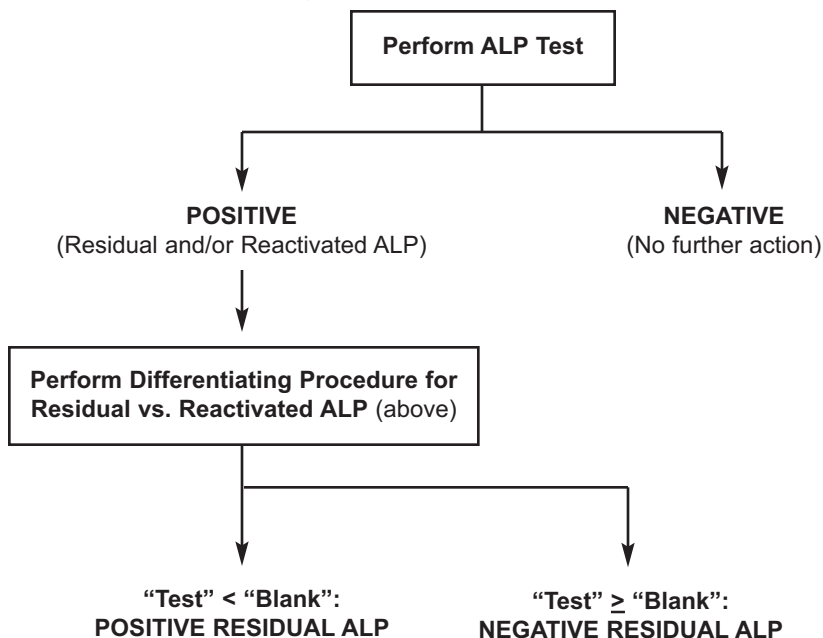 Perform ALP Test
POSITIVE
(Residual and/or Reactivated ALP)
NEGATIVE
(No further action)
Perform Differentiating Procedure for
Residual vs. Reactivated ALP (above)
“Test” < “Blank”:
POSITIVE RESIDUAL ALP
“Test” ≥ “Blank”:
NEGATIVE RESIDUAL ALP